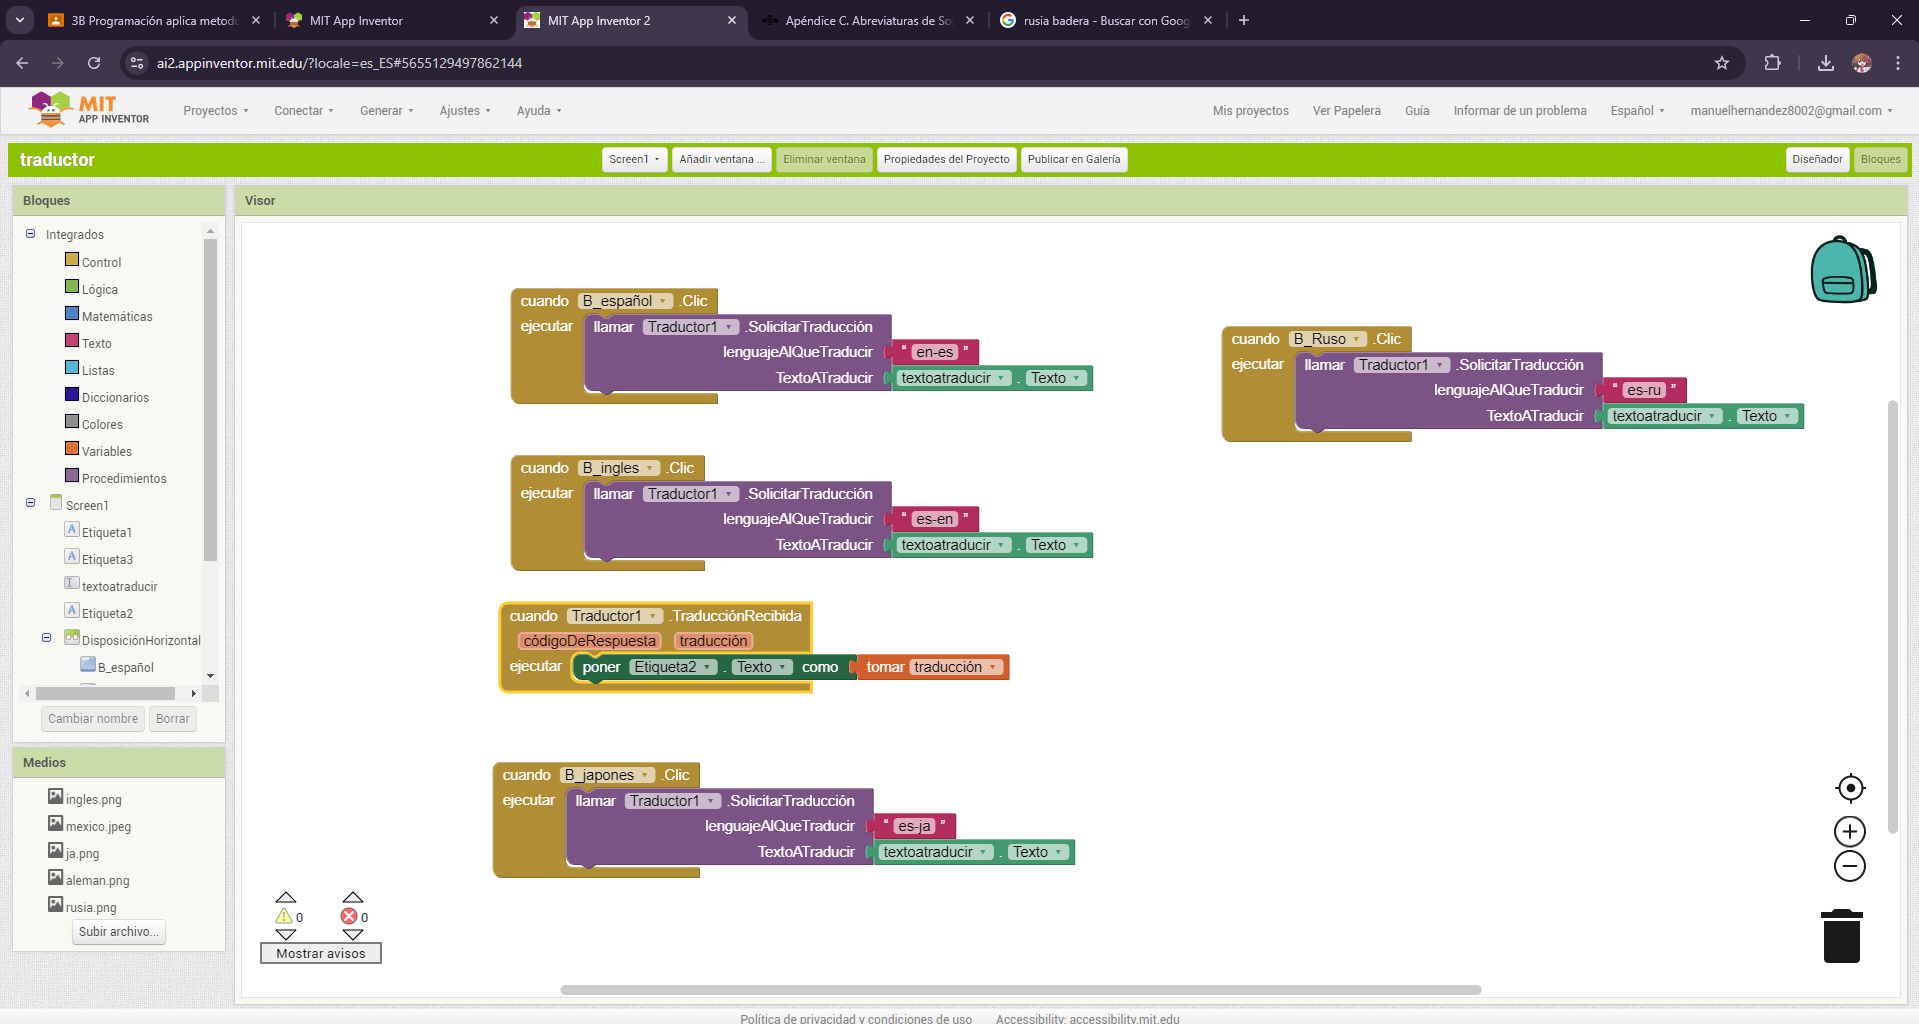 3B Programación aplica metod
MIT App Inventor
MIT App Inventor 2
Apéndice C. Abreviaturas de So
rusia badera - Buscar con Goog
ai2.appinventor.mit.edu/?locale=es_ES#5655129497862144
MIT
APP INVENTOR
Proyectos
Conectar
Generar
Ajustes
Ayuda
Mis proyectos
Ver Papelera
Guía
Informar de un problema
Español
manuelhernandez8002@gmail.com
traductor
Screen1
Añadir ventana ...
Eliminar ventana
Propiedades del Proyecto
Publicar en Galería
Diseñador
Bloques
Bloques
Integrados
Control
Lógica
Matemáticas
Texto
Listas
Diccionarios
Colores
Variables
Procedimientos
Screen1
Etiqueta1
Etiqueta3
textoatraducir
Etiqueta2
DisposiciónHorizontal
B_español
Cambiar nombre
Borrar
Medios
ingles.png
mexico.jpeg
ja.png
aleman.png
rusia.png
Subir archivo...
Visor
cuando B_español .Clic
ejecutar llamar Traductor1 .SolicitarTraducción
lenguajeAlQueTraducir “ en-es ”
TextoATraducir textoatraducir . Texto
cuando B_ingles .Clic
ejecutar llamar Traductor1 .SolicitarTraducción
lenguajeAlQueTraducir “ es-en ”
TextoATraducir textoatraducir . Texto
cuando Traductor1 .TraducciónRecibida
códigoDeRespuesta traducción
ejecutar poner Etiqueta2 . Texto como tomar traducción
cuando B_japones .Clic
ejecutar llamar Traductor1 .SolicitarTraducción
lenguajeAlQueTraducir “ es-ja ”
TextoATraducir textoatraducir . Texto
cuando B_Ruso .Clic
ejecutar llamar Traductor1 .SolicitarTraducción
lenguajeAlQueTraducir “ es-ru ”
TextoATraducir textoatraducir . Texto
0 0
Mostrar avisos
Política de privacidad y condiciones de uso
Accessibility: accessibility.mit.edu